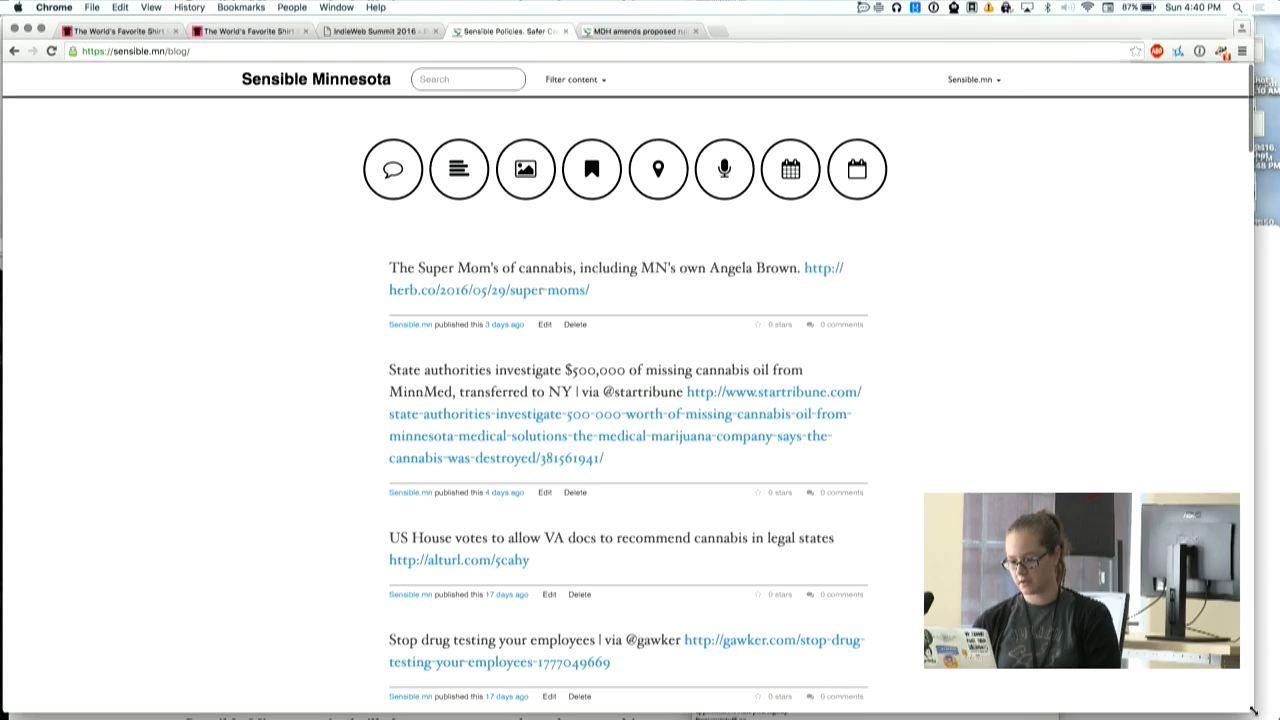 Chrome File Edit View History Bookmarks People Window Help 87% Sun 4:40 PM
The World's Favorite Shirt The World's Favorite Shirt IndieWeb Summit 2016 Sensible Policies. Safer MDH amends proposed
https://sensible.mn/blog/
Sensible Minnesota Search Filter content Sensible.mn
The Super Mom's of cannabis, including MN's own Angela Brown. http://
herb.co/2016/05/29/super-moms/
Sensible.mn published this 3 days ago Edit Delete 0 stars 0 comments
State authorities investigate $500,000 of missing cannabis oil from
MinnMed, transferred to NY | via @startribune http://www.startribune.com/
state-authorities-investigate-500-000-worth-of-missing-cannabis-oil-from-
minnesota-medical-solutions-the-medical-marijuana-company-says-the-
cannabis-was-destroyed/381561941/
Sensible.mn published this 4 days ago Edit Delete 0 stars 0 comments
US House votes to allow VA docs to recommend cannabis in legal states
http://alturl.com/5cahy
Sensible.mn published this 17 days ago Edit Delete 0 stars 0 comments
Stop drug testing your employees | via @gawker http://gawker.com/stop-drug-
testing-your-employees-1777049669
Sensible.mn published this 17 days ago Edit Delete 0 stars 0 comments